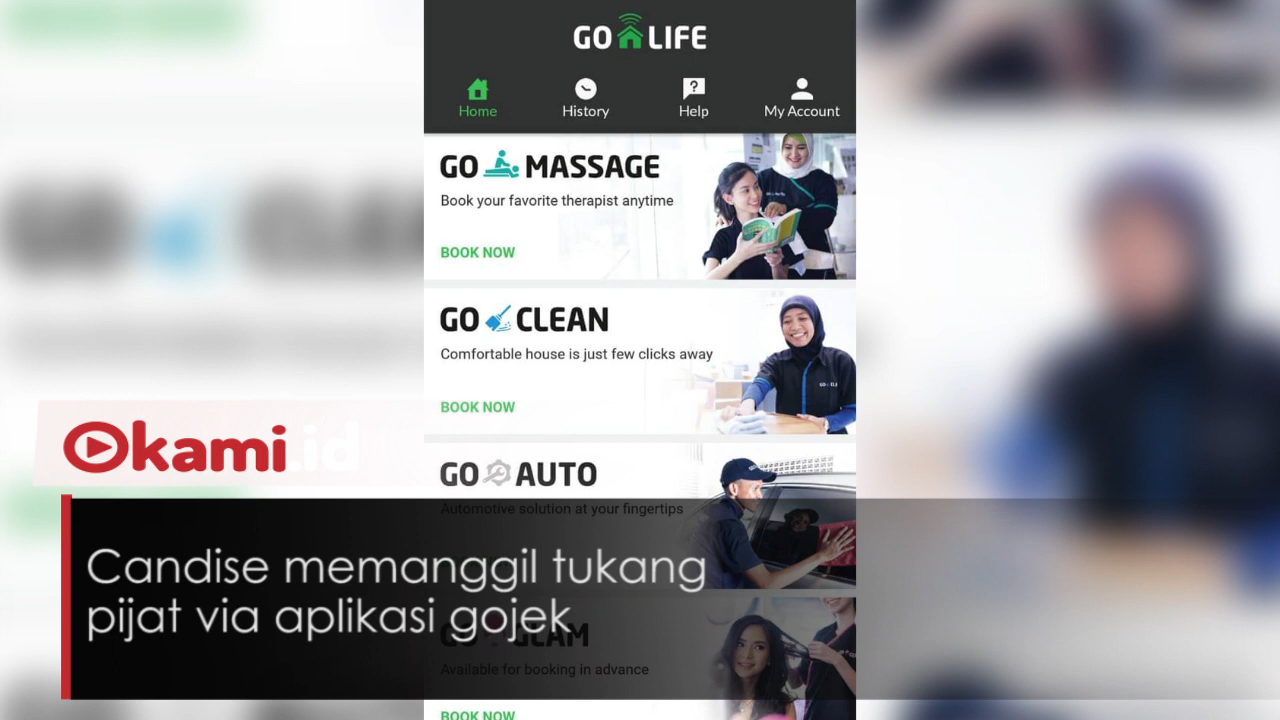 GO LIFE
Home
History
Help
My Account
GO MASSAGE
Book your favorite therapist anytime
BOOK NOW
GO CLEAN
Comfortable house is just few clicks away
BOOK NOW
GO AUTO
Automotive solution at your fingertips
Okami.id
Candise memanggil tukang
pijat via aplikasi gojek
GO GLAM
Available for booking in advance
BOOK NOW